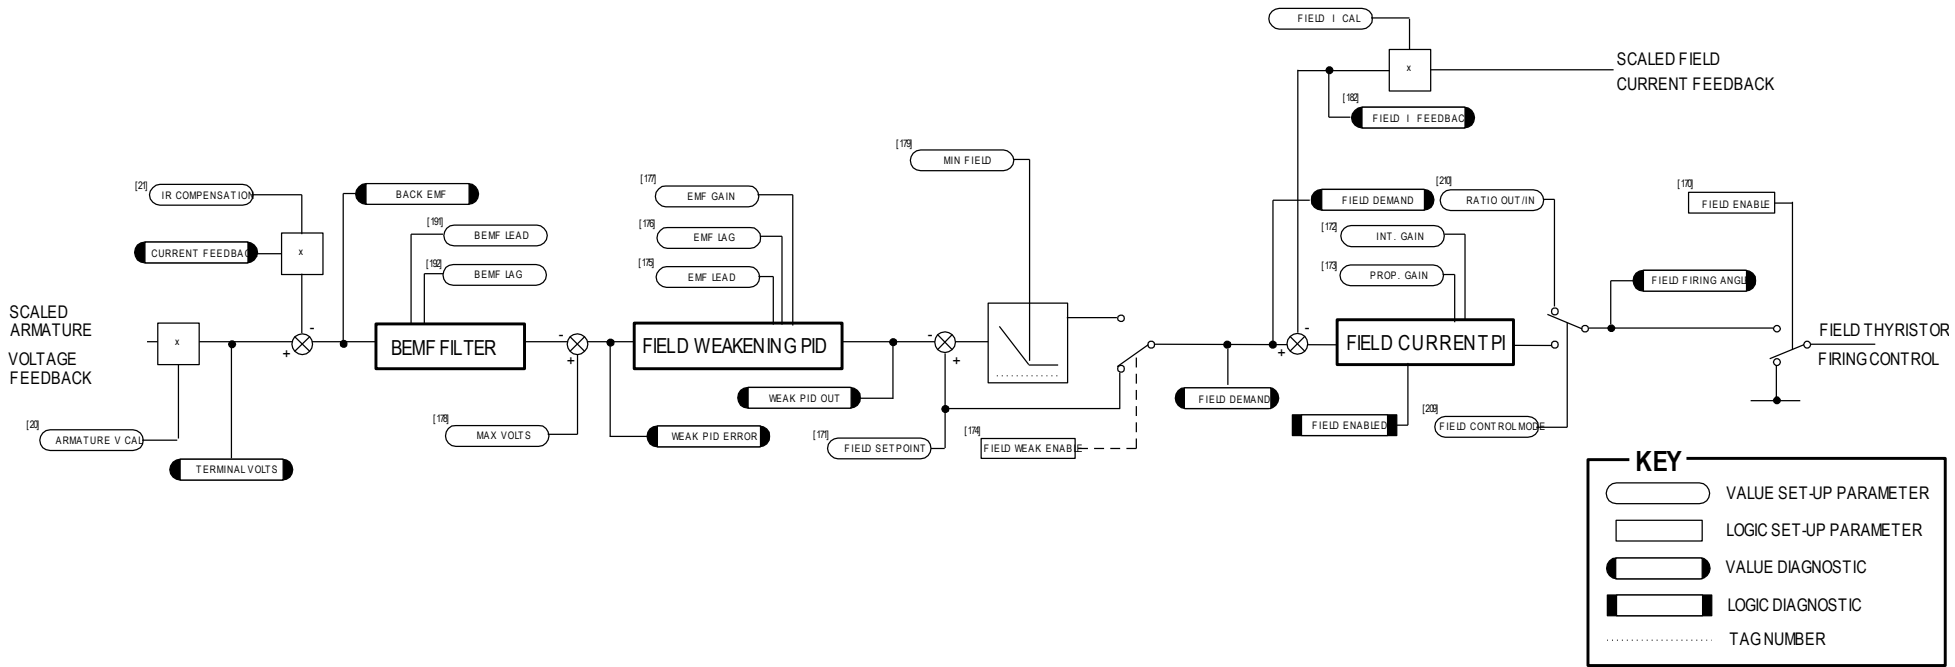 FIELD I CAL
x
SCALED FIELD
CURRENT FEEDBACK
[182]
FIELD I FEEDBAC
[179]
MIN FIELD
[21]
IR COMPENSATION
BACK EMF
[177]
EMF GAIN
FIELD DEMAND
[210]
RATIO OUT/IN
[170]
FIELD ENABLE
[191]
BEMF LEAD
[176]
EMF LAG
[172]
INT. GAIN
CURRENT FEEDBAC
x
[192]
BEMF LAG
[175]
EMF LEAD
[173]
PROP. GAIN
FIELD FIRING ANGL
SCALED
ARMATURE
VOLTAGE
FEEDBACK
x
-
+
BEMF FILTER
-
+
FIELD WEAKENING PID
-
+
-
+
FIELD CURRENT PI
FIELD THYRISTOR
FIRING CONTROL
WEAK PID OUT
FIELD DEMAND
[20]
ARMATURE V CAL
[178]
MAX VOLTS
WEAK PID ERROR
[171]
FIELD SETPOINT
[174]
FIELD WEAK ENABLE
FIELD ENABLED
[209]
FIELD CONTROL MODE
TERMINAL VOLTS
KEY
VALUE SET-UP PARAMETER
LOGIC SET-UP PARAMETER
VALUE DIAGNOSTIC
LOGIC DIAGNOSTIC
TAG NUMBER